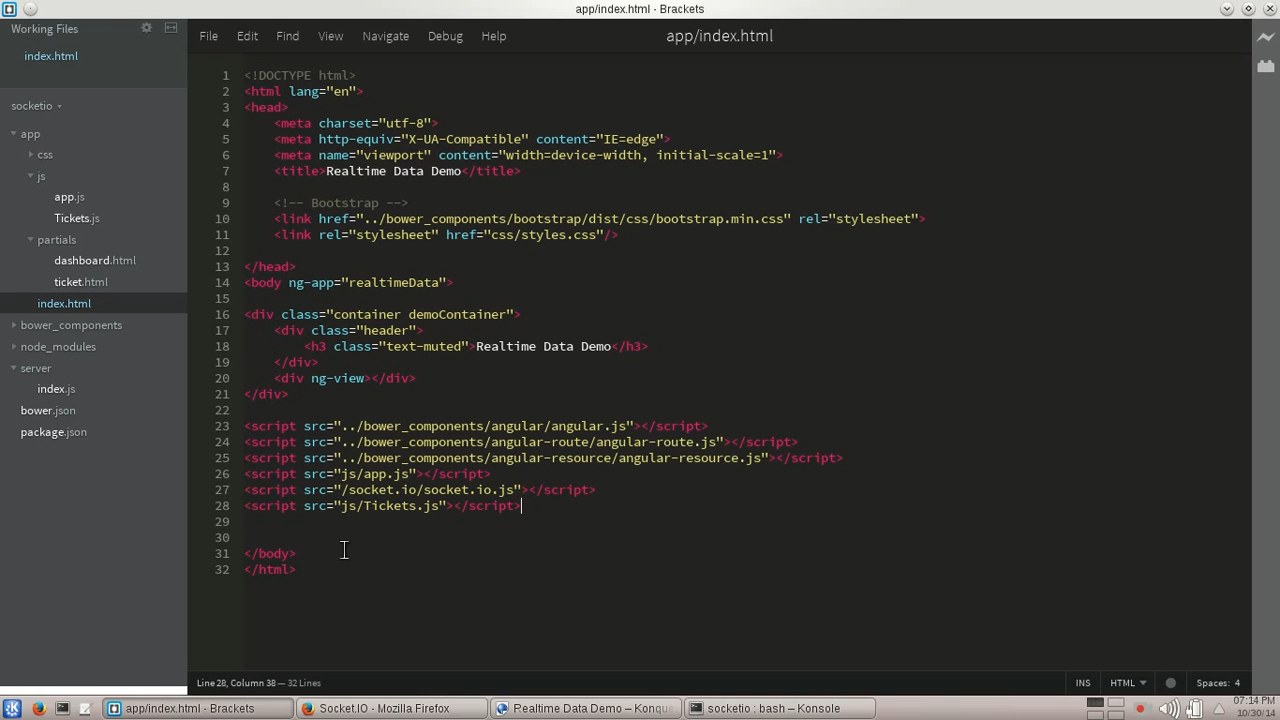 app/index.html - Brackets
Working Files
index.html
socketio
app
css
js
app.js
Tickets.js
partials
dashboard.html
ticket.html
index.html
bower_components
node_modules
server
index.js
bower.json
package.json
File Edit Find View Navigate Debug Help
app/index.html
1 <!DOCTYPE html>
2 <html lang="en">
3 <head>
4 <meta charset="utf-8">
5 <meta http-equiv="X-UA-Compatible" content="IE=edge">
6 <meta name="viewport" content="width=device-width, initial-scale=1">
7 <title>Realtime Data Demo</title>
8
9 <!-- Bootstrap -->
10 <link href="../bower_components/bootstrap/dist/css/bootstrap.min.css" rel="stylesheet">
11 <link rel="stylesheet" href="css/styles.css"/>
12
13 </head>
14 <body ng-app="realtimeData">
15
16 <div class="container demoContainer">
17 <div class="header">
18 <h3 class="text-muted">Realtime Data Demo</h3>
19 </div>
20 <div ng-view></div>
21 </div>
22
23 <script src="../bower_components/angular/angular.js"></script>
24 <script src="../bower_components/angular-route/angular-route.js"></script>
25 <script src="../bower_components/angular-resource/angular-resource.js"></script>
26 <script src="js/app.js"></script>
27 <script src="/socket.io/socket.io.js"></script>
28 <script src="js/Tickets.js"></script>
29
30
31 </body>
32 </html>
Line 28, Column 38 — 32 Lines
INS HTML Spaces: 4
app/index.html - Brackets
Socket.IO - Mozilla Firefox
Realtime Data Demo – Konqu
socketio : bash – Konsole
07:14 PM
10/30/14